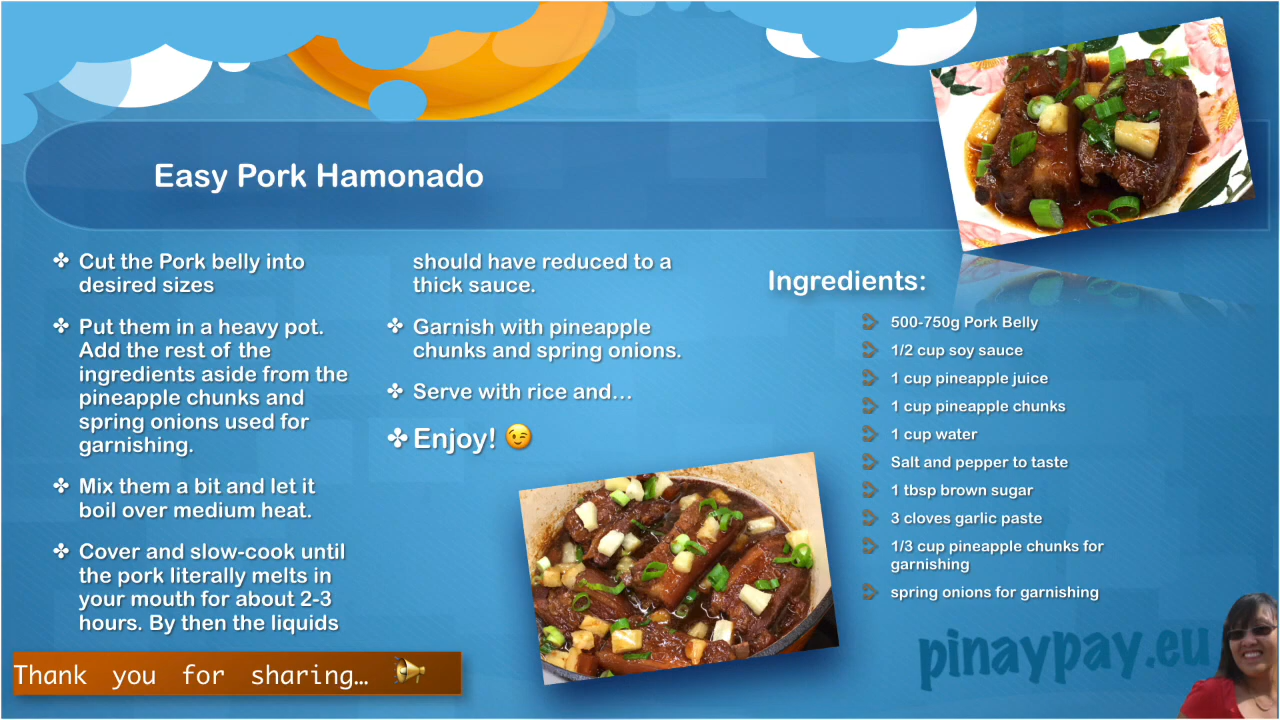 Easy Pork Hamonado
Cut the Pork belly into
desired sizes
Put them in a heavy pot.
Add the rest of the
ingredients aside from the
pineapple chunks and
spring onions used for
garnishing.
Mix them a bit and let it
boil over medium heat.
Cover and slow-cook until
the pork literally melts in
your mouth for about 2-3
hours. By then the liquids
should have reduced to a
thick sauce.
Garnish with pineapple
chunks and spring onions.
Serve with rice and...
Enjoy! 😉
Ingredients:
500-750g Pork Belly
1/2 cup soy sauce
1 cup pineapple juice
1 cup pineapple chunks
1 cup water
Salt and pepper to taste
1 tbsp brown sugar
3 cloves garlic paste
1/3 cup pineapple chunks for
garnishing
spring onions for garnishing
Thank you for sharing...
pinaypay.eu